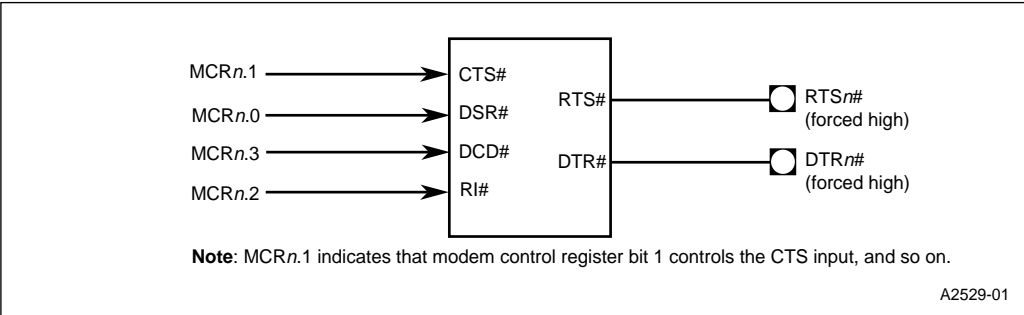 MCRn.1
MCRn.0
MCRn.3
MCRn.2
CTS#
DSR#
DCD#
RI#
RTS#
DTR#
RTSn#
(forced high)
DTRn#
(forced high)
Note: MCRn.1 indicates that modem control register bit 1 controls the CTS input, and so on.
A2529-01